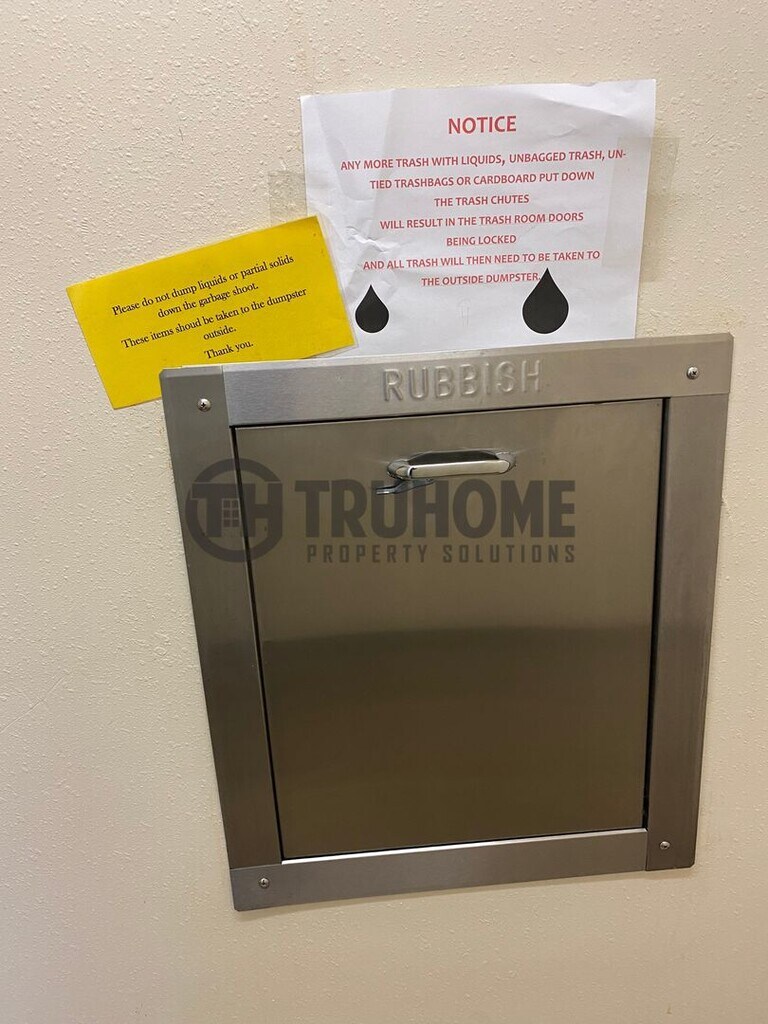 NOTICE
ANY MORE TRASH WITH LIQUIDS, UNBAGGED TRASH, UN-
TIED TRASHBAGS OR CARDBOARD PUT DOWN
THE TRASH CHUTES
WILL RESULT IN THE TRASH ROOM DOORS
BEING LOCKED
AND ALL TRASH WILL THEN NEED TO BE TAKEN TO
THE OUTSIDE DUMPSTER.
Please do not dump liquids or partial solids
down the garbage shoot.
These items shoud be taken to the dumpster
outside.
Thank you.
RUBBISH
TH TRUHOME
PROPERTY SOLUTIONS